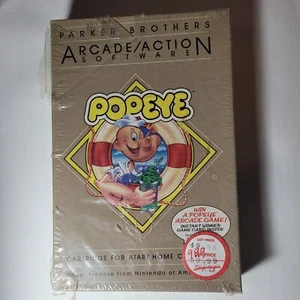 PARKER BROTHERS
ARCADE/ACTION
SOFTWARE
POPEYE
WIN
A POPEYE
ARCADE GAME!
INSTANT WINNER
GAME CARD INSIDE
CARTRIDGE FOR ATARI HOME
license from Nintendo of